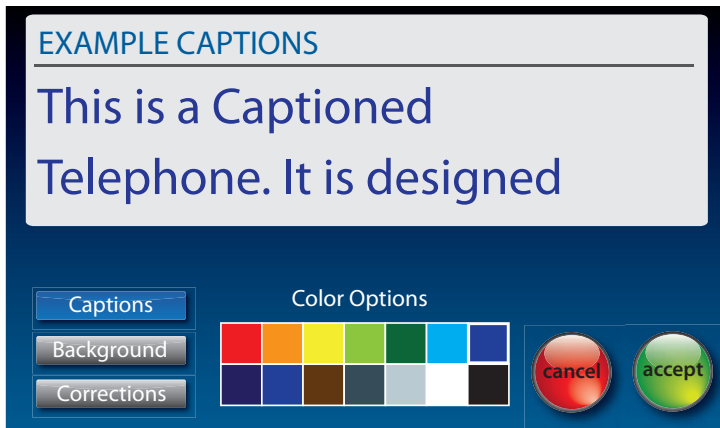 EXAMPLE CAPTIONS
This is a Captioned
Telephone. It is designed
Captions
Background
Corrections
Color Options
cancel
accept